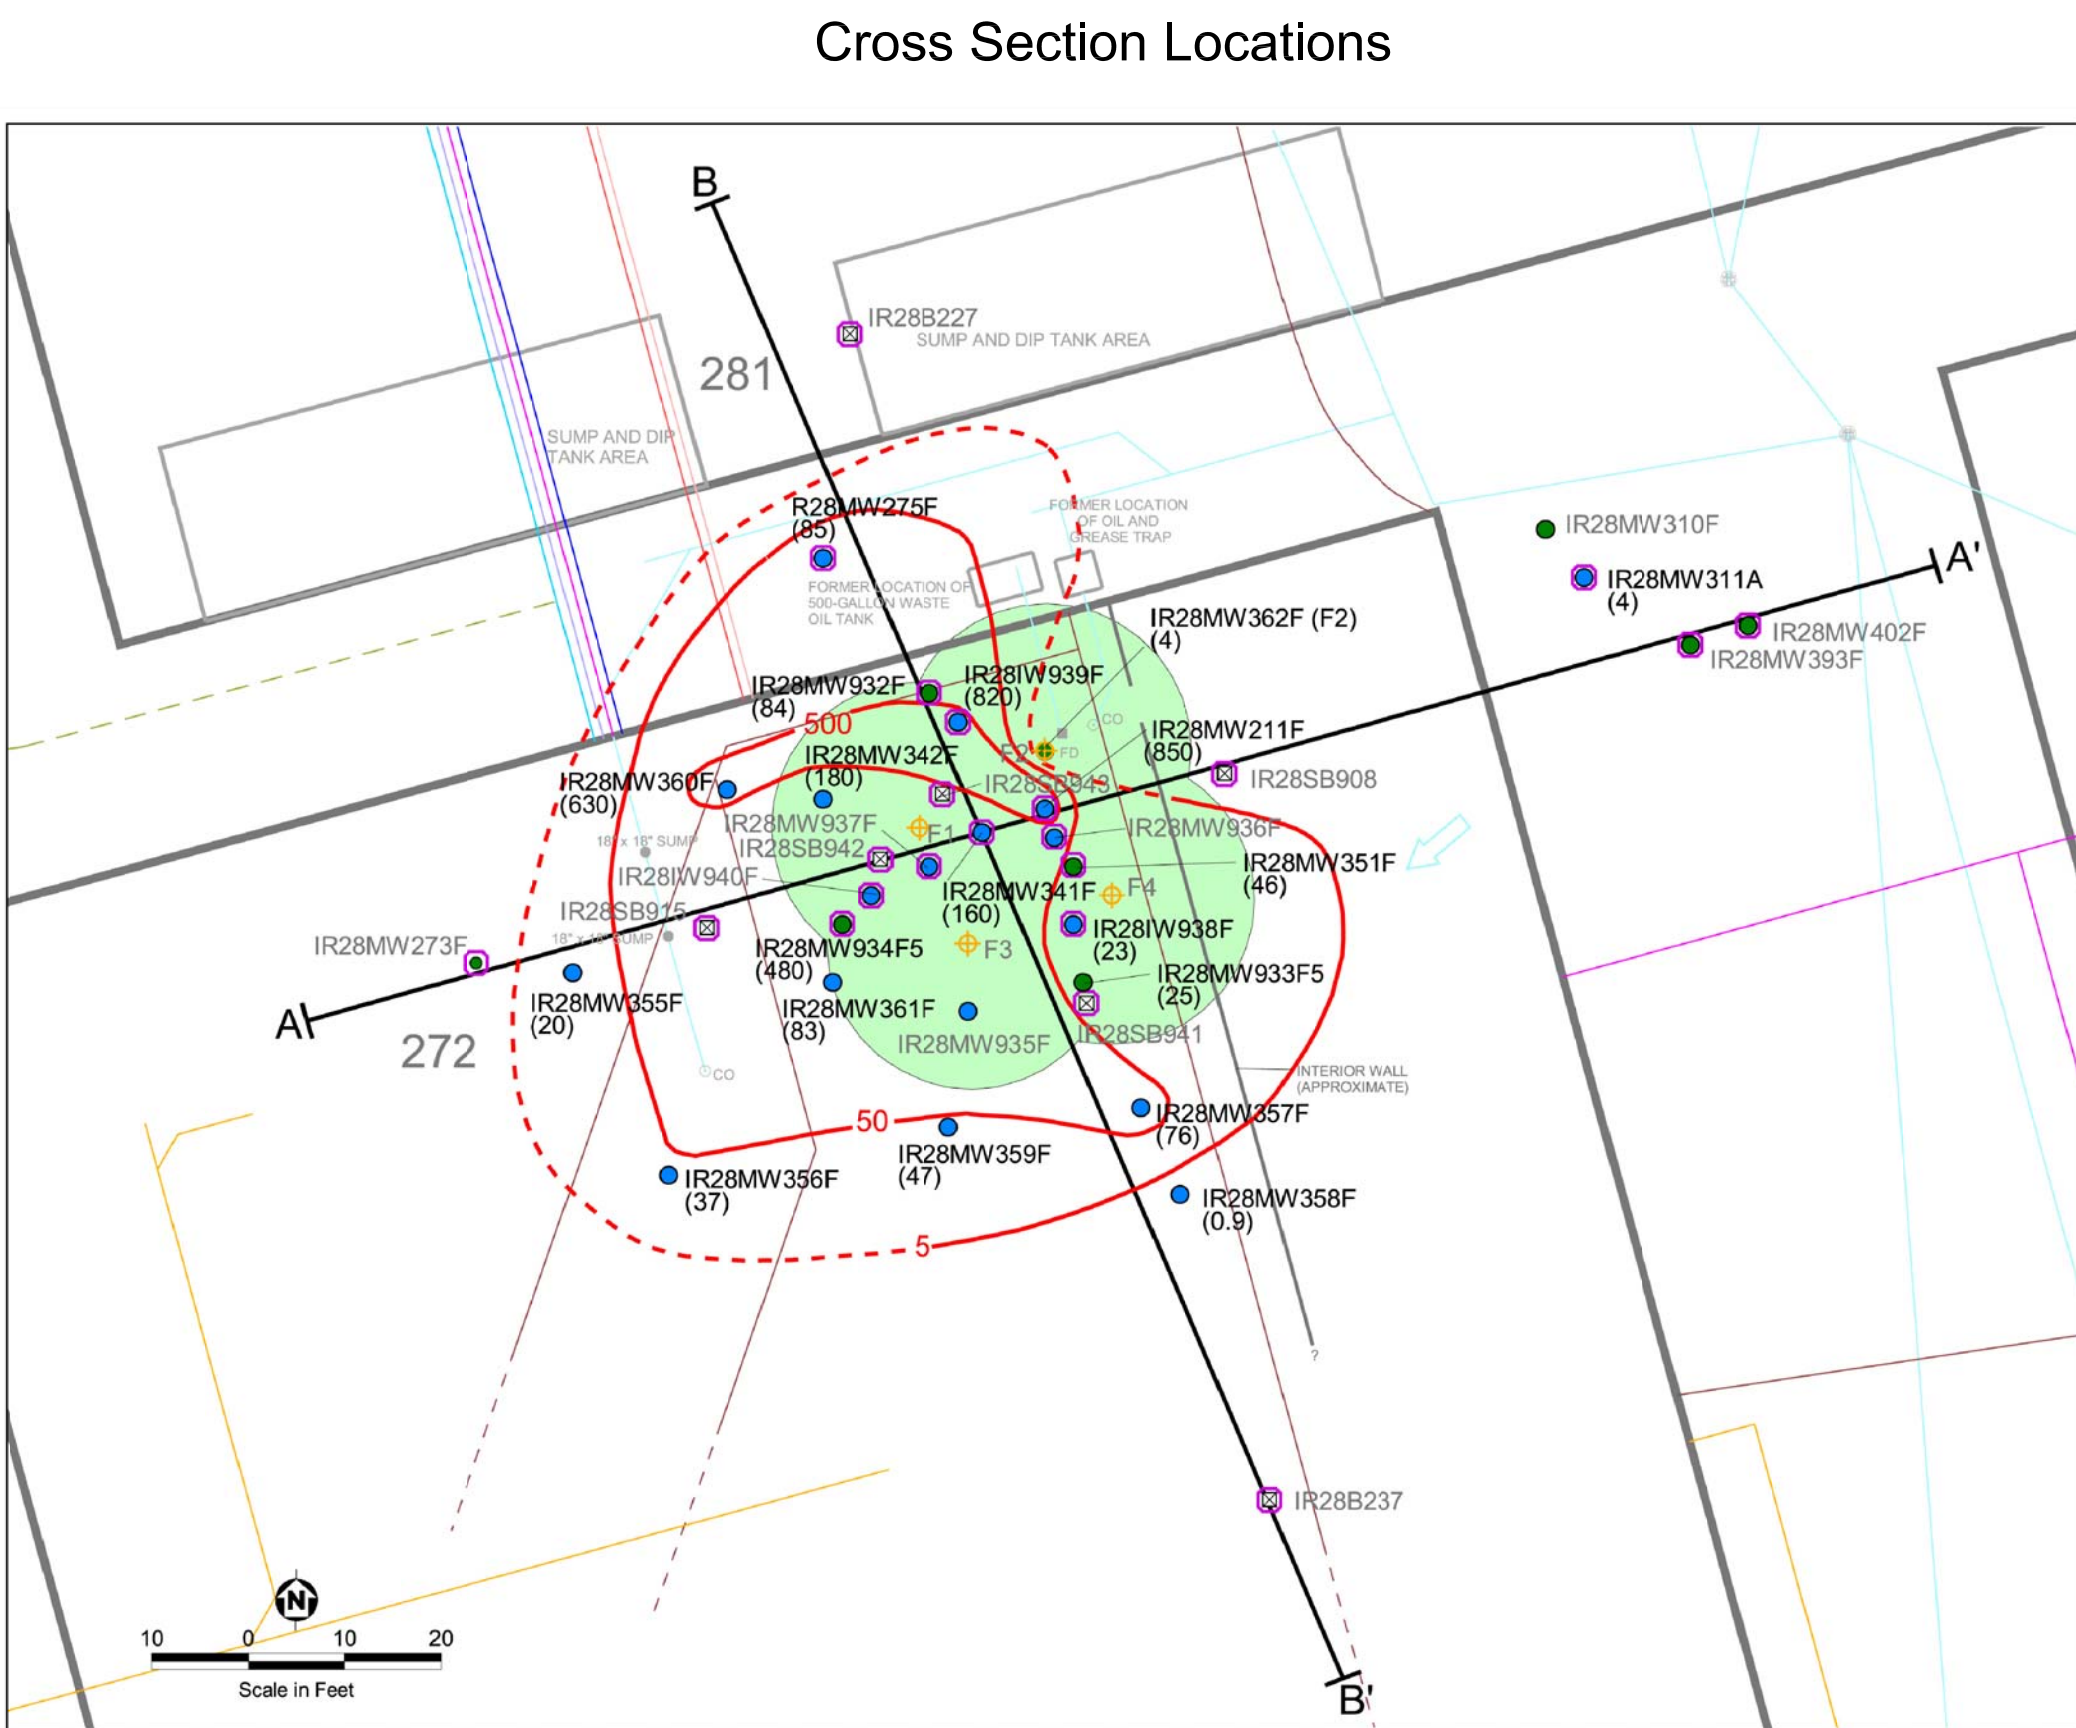 Cross Section Locations
B
IR28B227
SUMP AND DIP TANK AREA
281
SUMP AND DIP
TANK AREA
R28MW275F
(85)
FORMER LOCATION
OF OIL AND
GREASE TRAP
IR28MW310F
A'
IR28MW311A
(4)
FORMER LOCATION OF
500-GALLON WASTE
OIL TANK
IR28MW362F (F2)
(4)
IR28MW402F
IR28MW393F
IR28MW932F
(84)
IR28IW939F
(820)
500
CO
IR28MW211F
(850)
F2
FD
IR28MW342F
(180)
IR28SB943
IR28SB908
IR28MW360F
(630)
IR28MW937F
F1
IR28MW936F
18" x 18" SUMP
IR28SB942
IR28IW940F
IR28MW351F
(46)
IR28MW341F
(160)
F4
IR28SB915
18" x 18" SUMP
IR28MW273F
IR28MW934F5
(480)
F3
IR28IW938F
(23)
IR28MW933F5
(25)
A
IR28MW355F
(20)
IR28MW361F
(83)
IR28MW935F
IR28SB941
272
CO
INTERIOR WALL
(APPROXIMATE)
50
IR28MW357F
(76)
IR28MW359F
(47)
IR28MW356F
(37)
IR28MW358F
(0.9)
5
?
IR28B237
N
10 0 10 20
Scale in Feet
B'